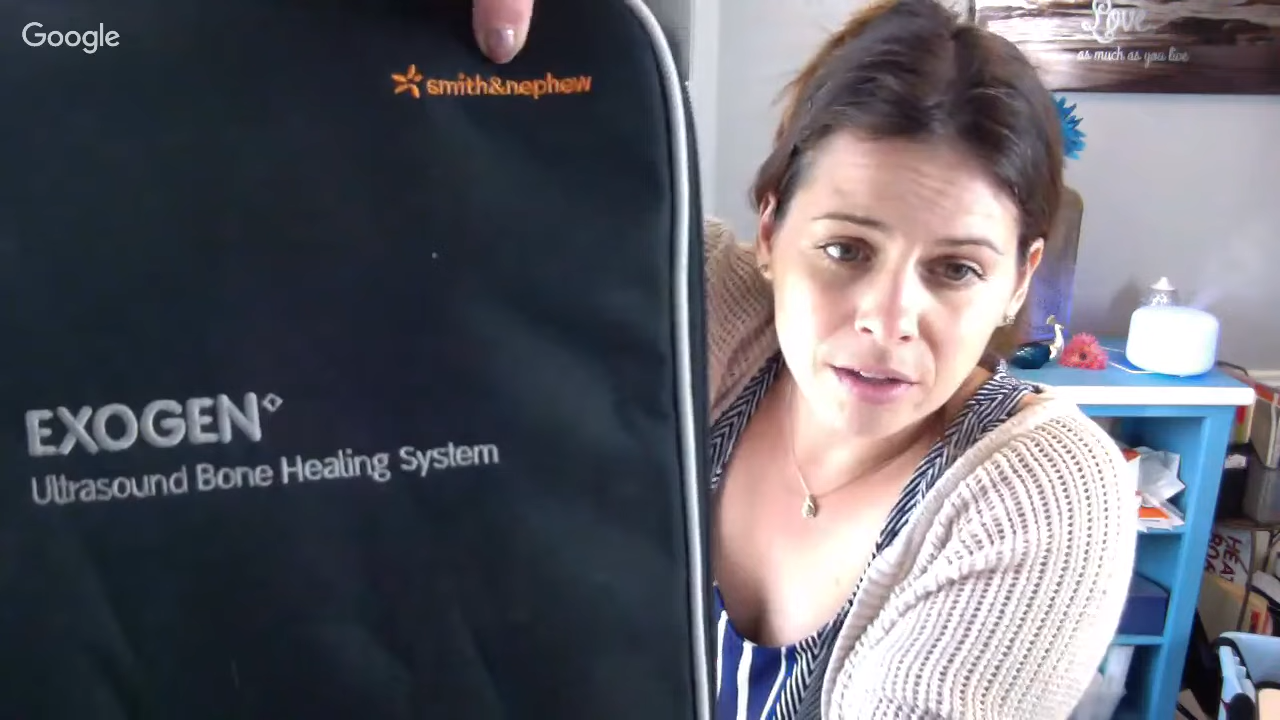 Google
smith&nephew
EXOGEN
Ultrasound Bone Healing System
Love
as much as you live